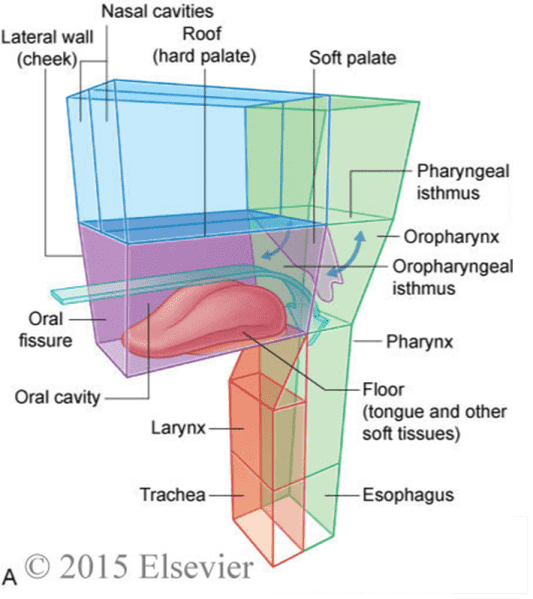 Nasal cavities
Lateral wall
(cheek)
Roof
(hard palate)
Soft palate
Pharyngeal
isthmus
Oropharynx
Oropharyngeal
isthmus
Oral
fissure
Pharynx
Oral cavity
Floor
(tongue and other
soft tissues)
Larynx
Trachea
Esophagus
A © 2015 Elsevier